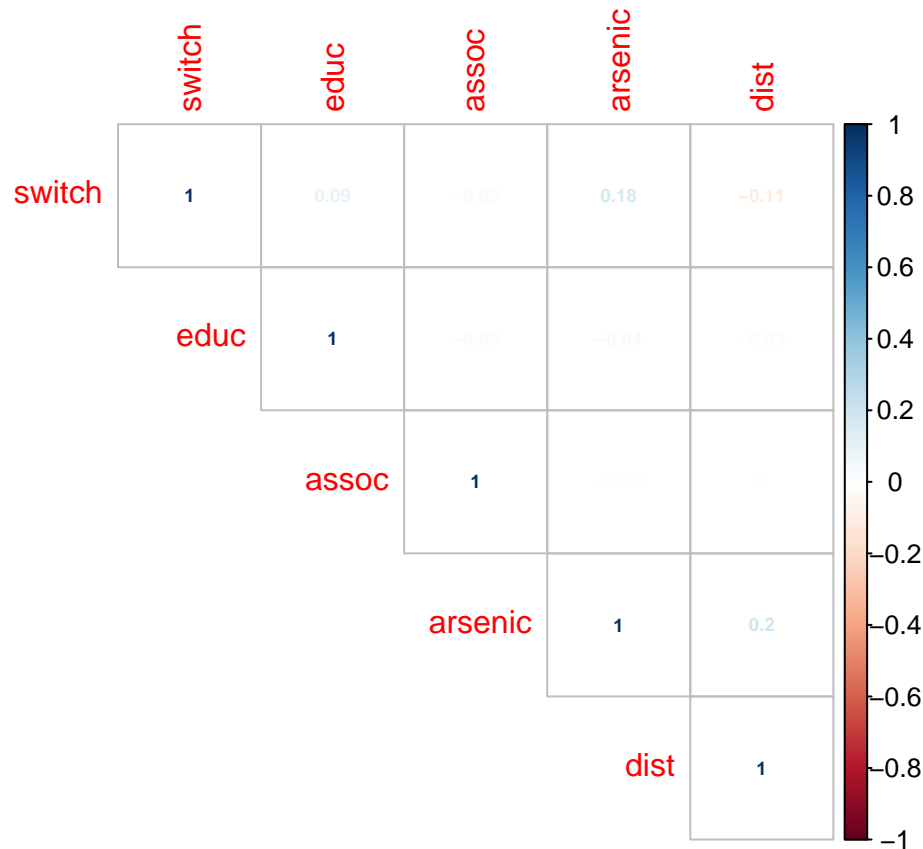 switch educ assoc arsenic dist
switch 1 0.09 −0.03 0.18 −0.11
educ 1 −0.03 −0.04 −0.03
assoc 1 −0.02
arsenic 1 0.2
dist 1
1
0.8
0.6
0.4
0.2
0
−0.2
−0.4
−0.6
−0.8
−1